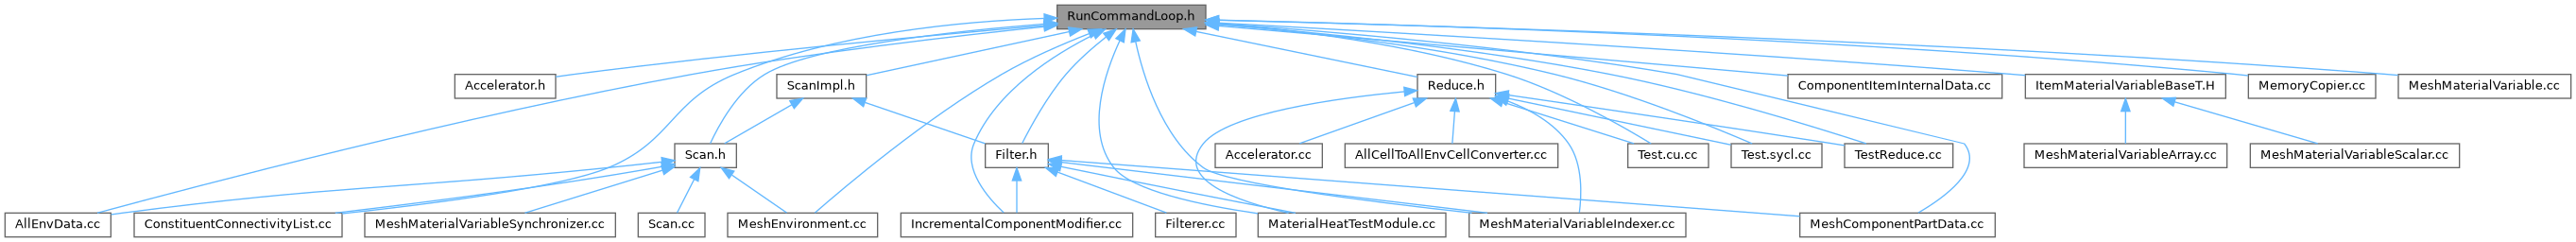 RunCommandLoop.h
Accelerator.h
ScanImpl.h
Reduce.h
ComponentItemInternalData.cc
ItemMaterialVariableBaseT.H
MemoryCopier.cc
MeshMaterialVariable.cc
Scan.h
Filter.h
Accelerator.cc
AllCellToAllEnvCellConverter.cc
Test.cu.cc
Test.sycl.cc
TestReduce.cc
MeshMaterialVariableArray.cc
MeshMaterialVariableScalar.cc
AllEnvData.cc
ConstituentConnectivityList.cc
MeshMaterialVariableSynchronizer.cc
Scan.cc
MeshEnvironment.cc
IncrementalComponentModifier.cc
Filterer.cc
MaterialHeatTestModule.cc
MeshMaterialVariableIndexer.cc
MeshComponentPartData.cc